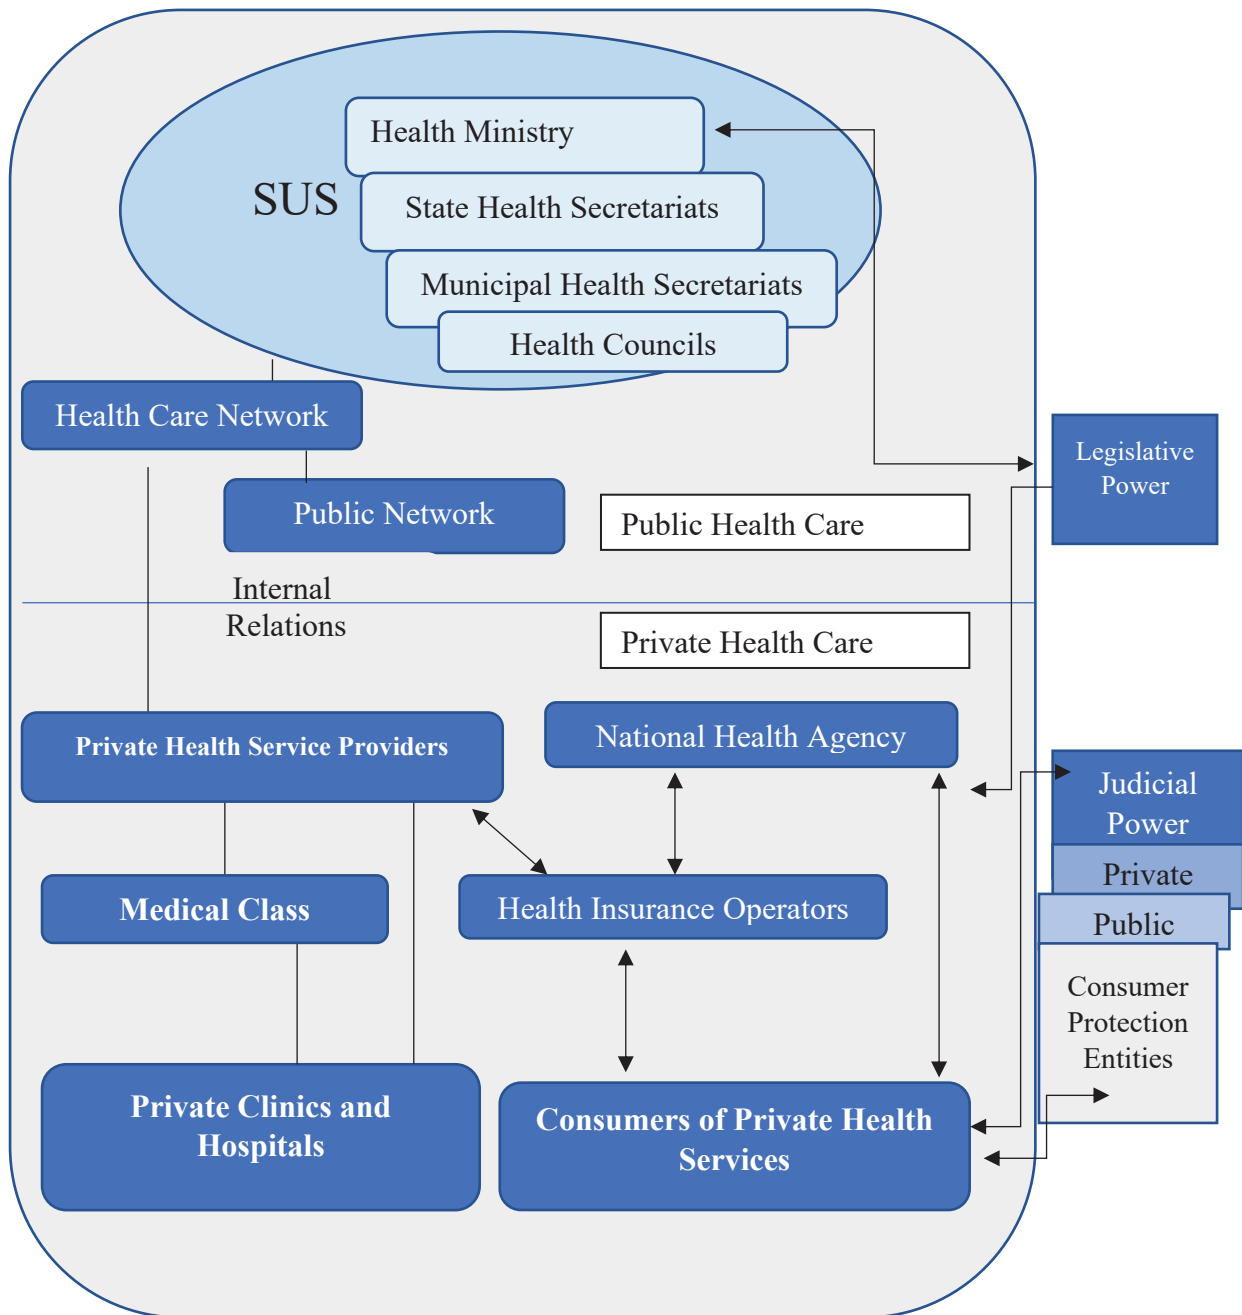 Health Ministry
SUS
State Health Secretariats
Municipal Health Secretariats
Health Councils
Health Care Network
Public Network
Public Health Care
Legislative
Power
Internal
Relations
Private Health Care
Private Health Service Providers
National Health Agency
Judicial
Power
Private
Public
Medical Class
Health Insurance Operators
Consumer
Protection
Entities
Private Clinics and
Hospitals
Consumers of Private Health
Services